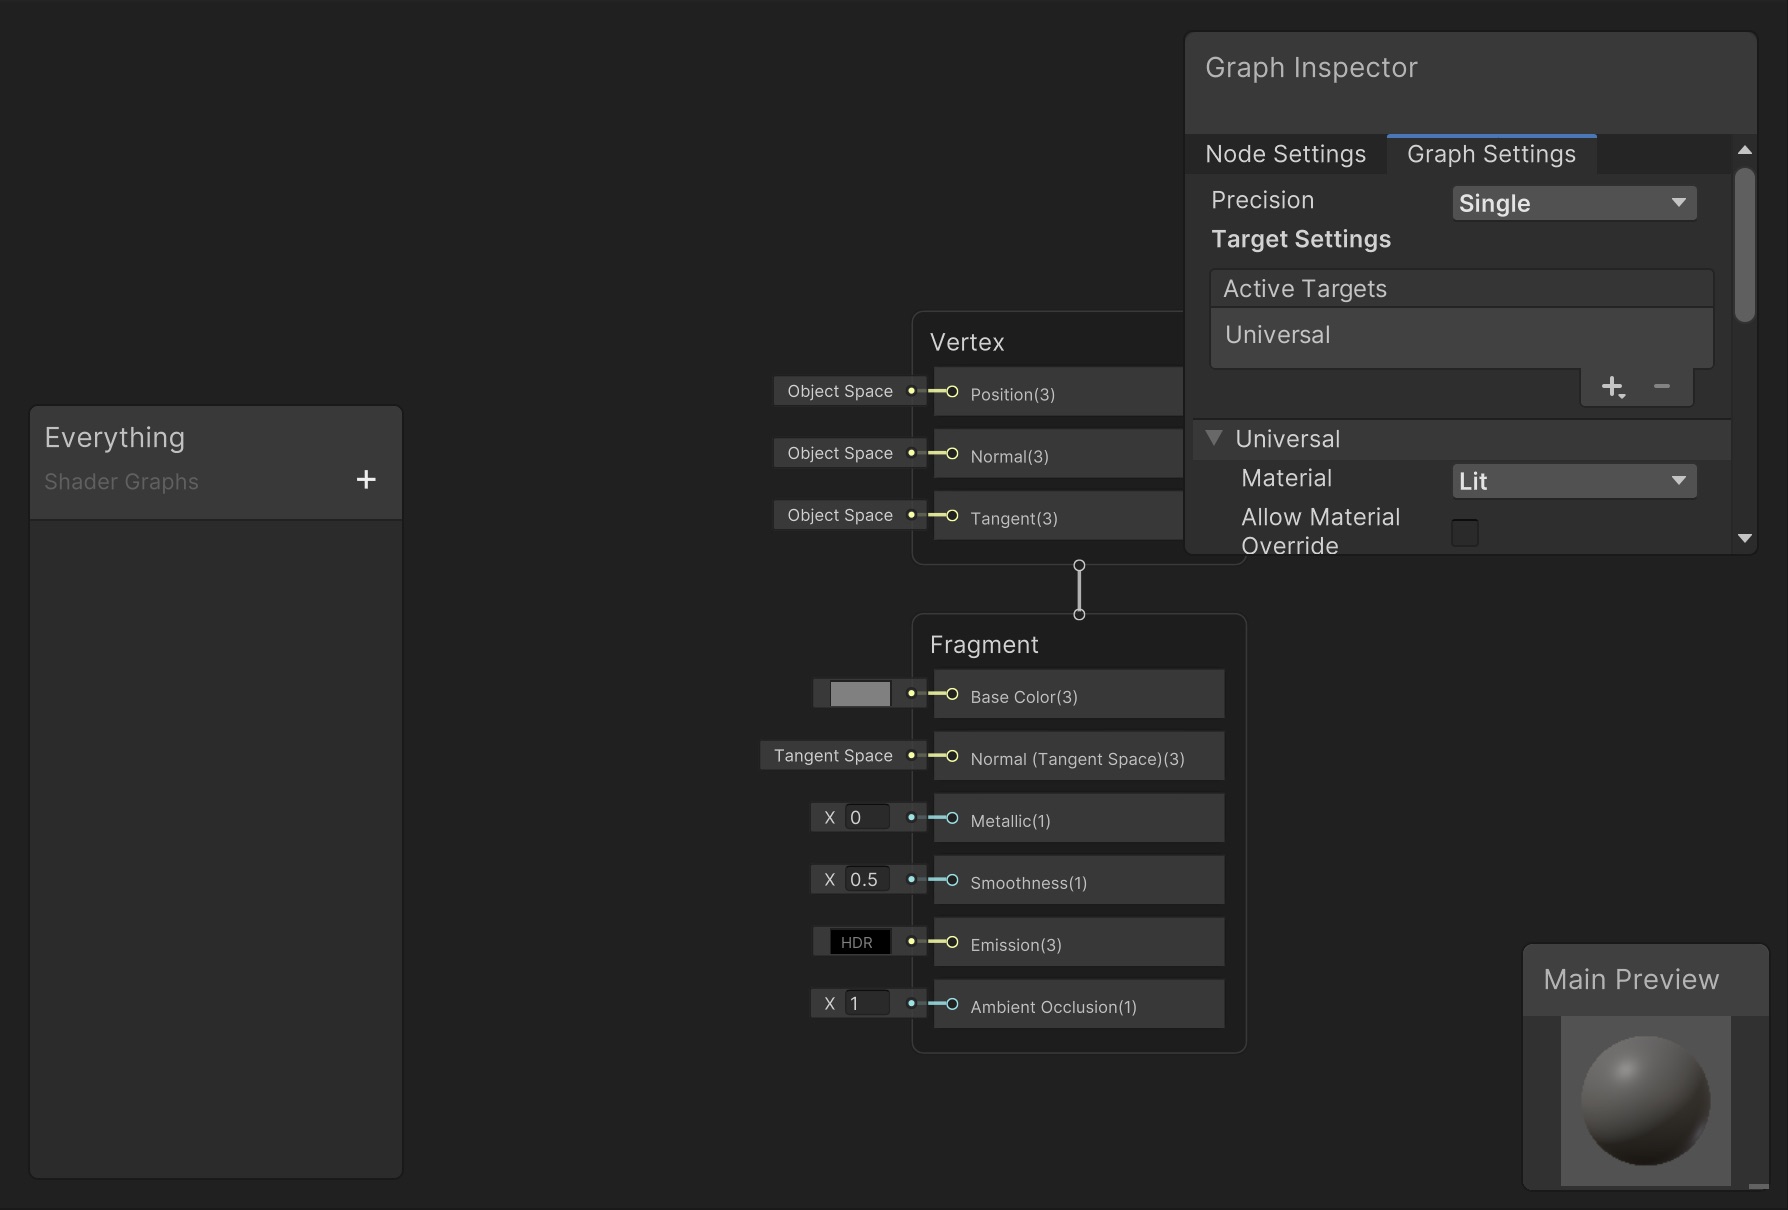 Graph Inspector
Node Settings
Graph Settings
Precision
Single
Target Settings
Active Targets
Universal
Universal
Material
Lit
Allow Material
Override
Everything
Shader Graphs
Vertex
Object Space
Position(3)
Object Space
Normal(3)
Object Space
Tangent(3)
Fragment
Base Color(3)
Tangent Space
Normal (Tangent Space)(3)
X 0
Metallic(1)
X 0.5
Smoothness(1)
HDR
Emission(3)
X 1
Ambient Occlusion(1)
Main Preview